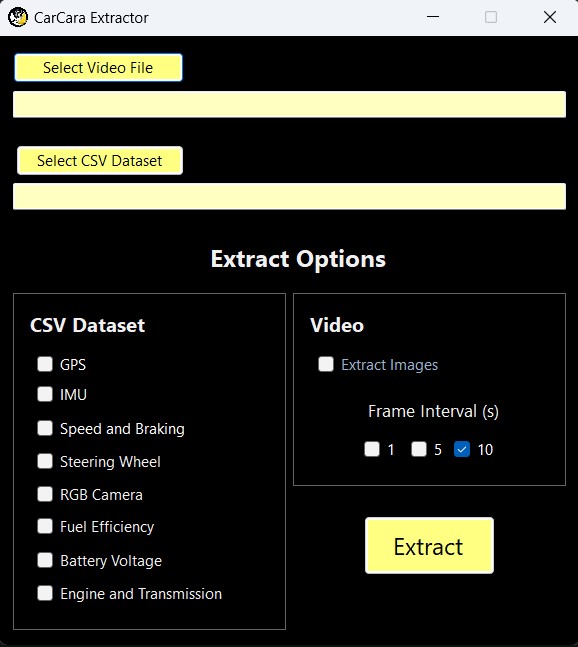 CarCara Extractor
Select Video File
Select CSV Dataset
Extract Options
CSV Dataset
GPS
IMU
Speed and Braking
Steering Wheel
RGB Camera
Fuel Efficiency
Battery Voltage
Engine and Transmission
Video
Extract Images
Frame Interval (s)
1 5 10
Extract